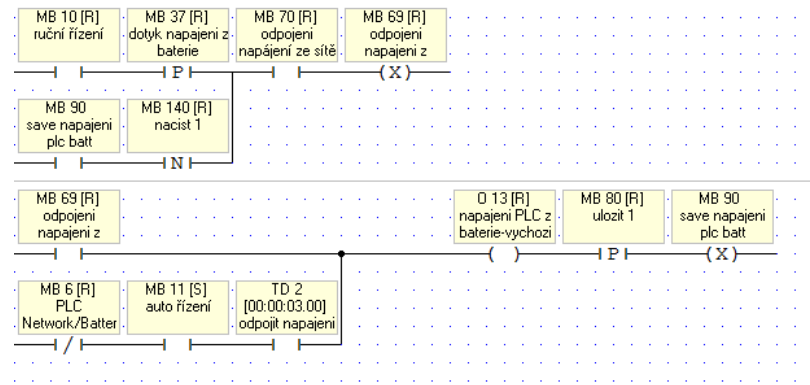 MB 10 [R]
ruční řízení
MB 37 [R]
dotyk napajeni z
baterie
MB 70 [R]
odpojeni
napájení ze sítě
MB 69 [R]
odpojeni
napajeni z
P
(X)
MB 90
save napajeni
plc batt
MB 140 [R]
nacist 1
N
MB 69 [R]
odpojeni
napajeni z
O 13 [R]
napajeni PLC z
baterie-vychozi
MB 80 [R]
ulozit 1
MB 90
save napajeni
plc batt
( )
P
(X)
MB 6 [R]
PLC
Network/Batter
MB 11 [S]
auto řízení
TD 2
[00:00:03.00]
odpojit napajeni
/